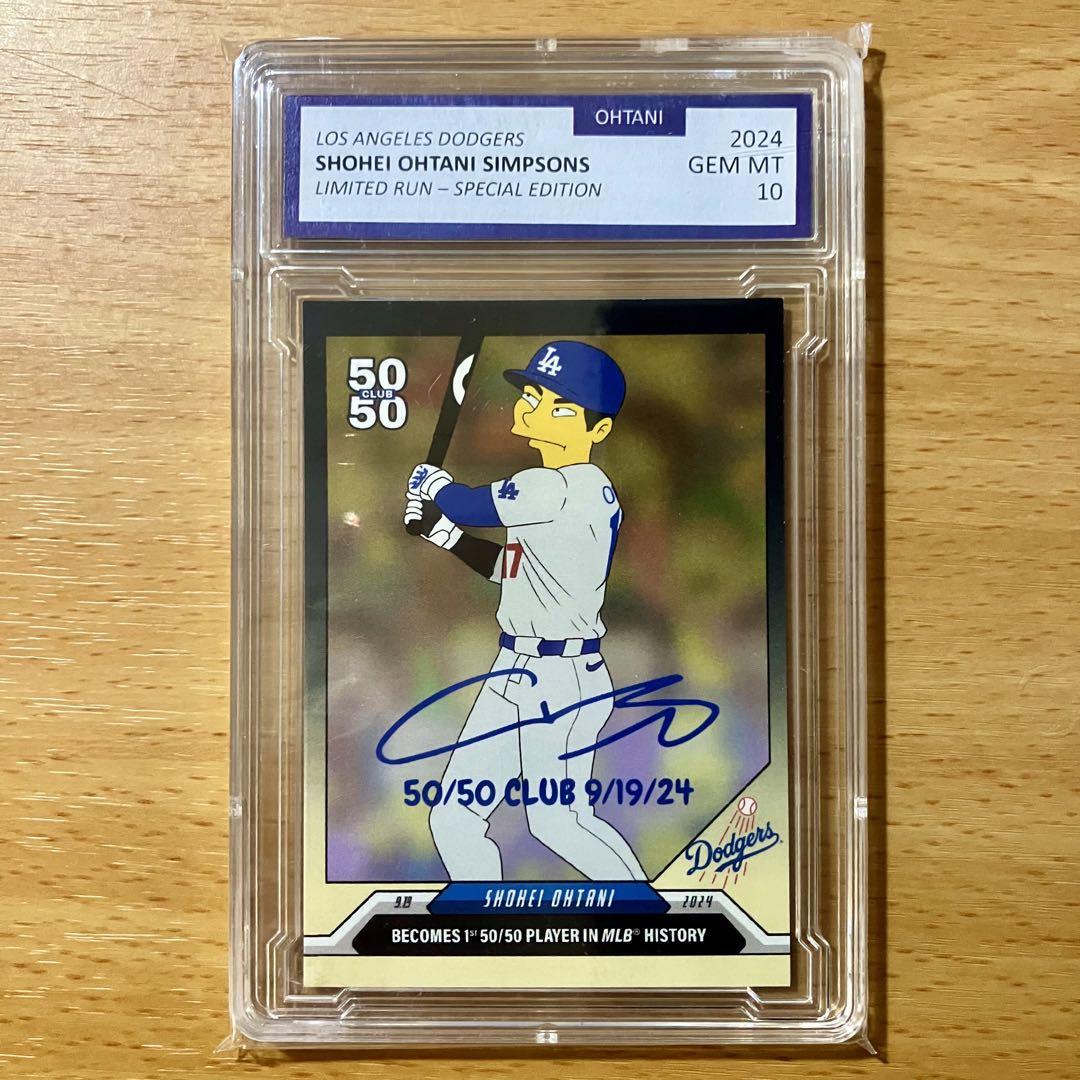 OHTANI
LOS ANGELES DODGERS
SHOHEI OHTANI SIMPSONS
LIMITED RUN – SPECIAL EDITION
2024
GEM MT
10
50
CLUB
50
LA
LA
O
17
50/50 CLUB 9/19/24
Dodgers
9.19
SHOHEI OHTANI
2024
BECOMES 1ST 50/50 PLAYER IN MLB® HISTORY